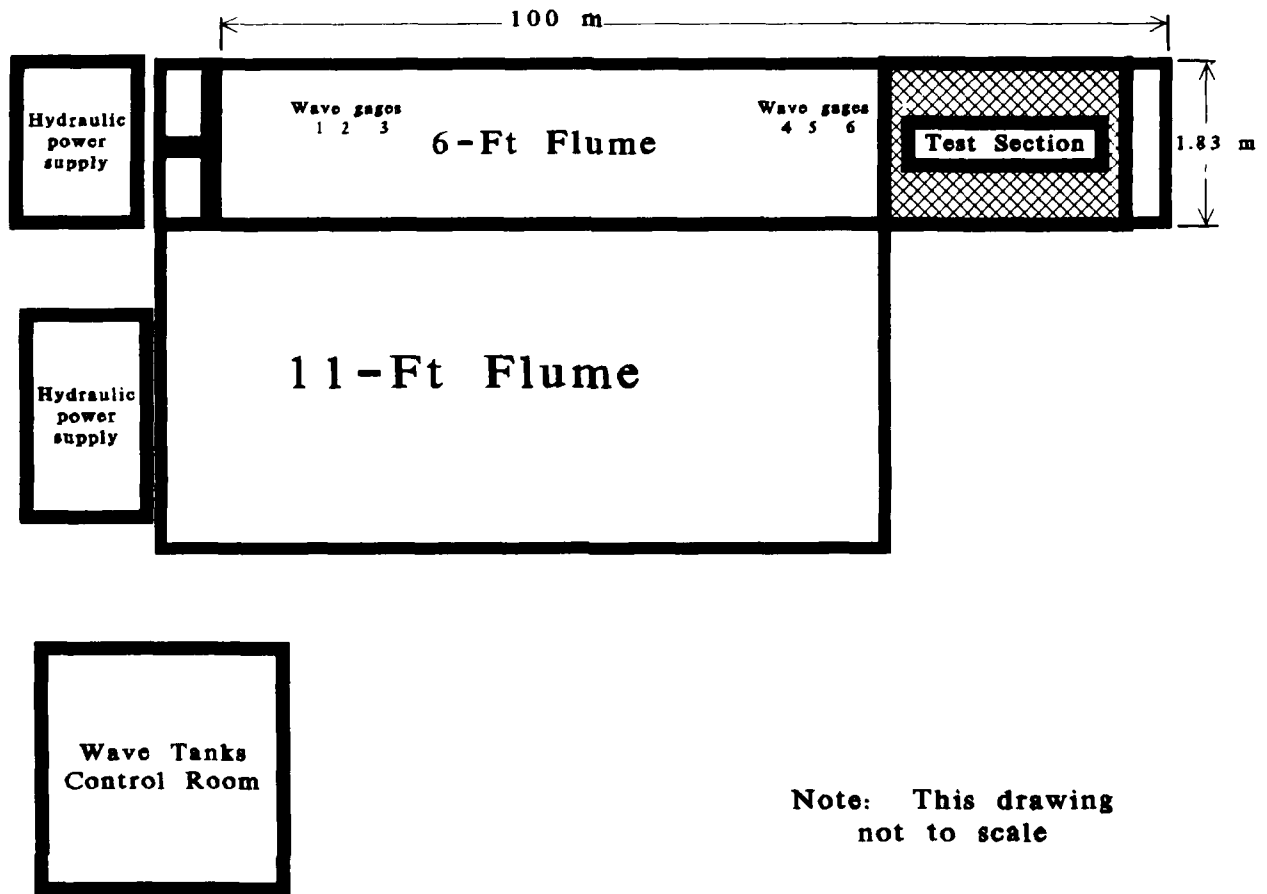 100 m
Hydraulic
power
supply
Wave gages
1 2 3
6-Ft Flume
Wave gages
4 5 6
Test Section
1.83 m
11-Ft Flume
Hydraulic
power
supply
Wave Tanks
Control Room
Note: This drawing
not to scale